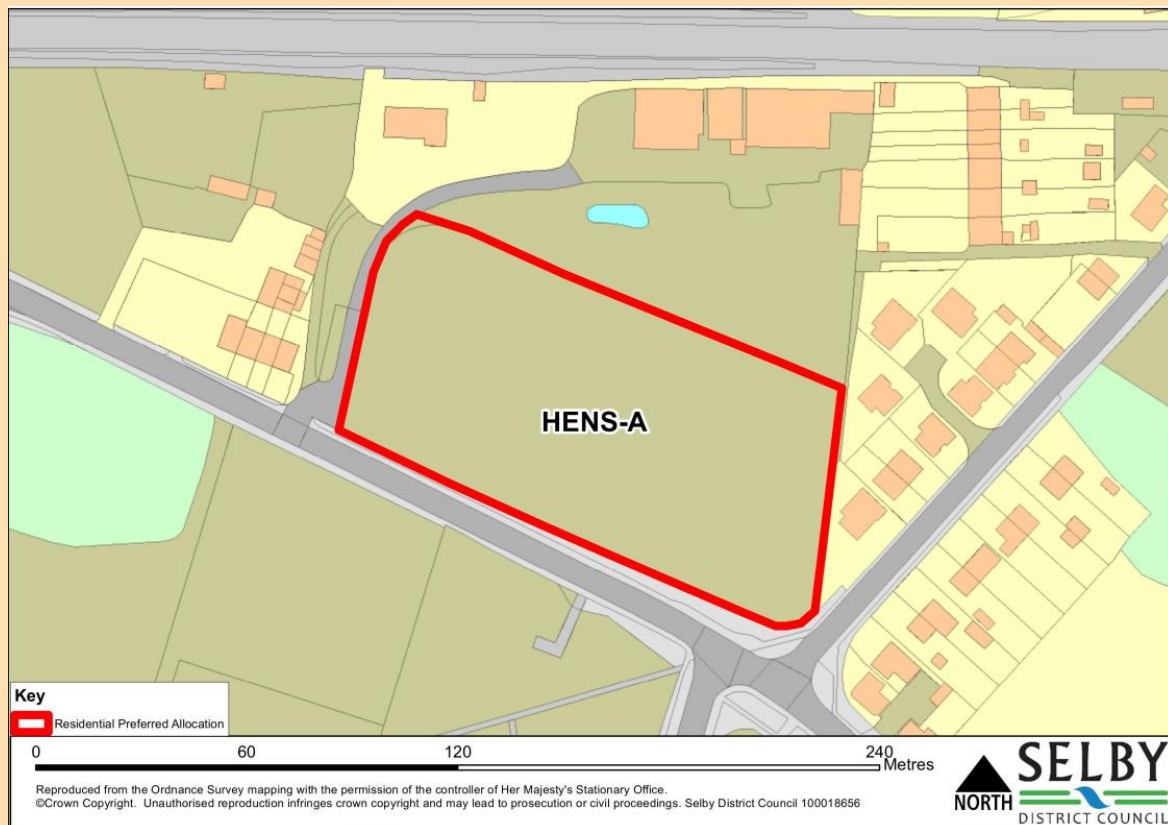 HENS-A
Key
Residential Preferred Allocation
0 60 120 240
Metres
Reproduced from the Ordnance Survey mapping with the permission of the controller of Her Majesty's Stationary Office.
©Crown Copyright. Unauthorised reproduction infringes crown copyright and may lead to prosecution or civil proceedings. Selby District Council 100018656
NORTH
SELBY
DISTRICT COUNCIL